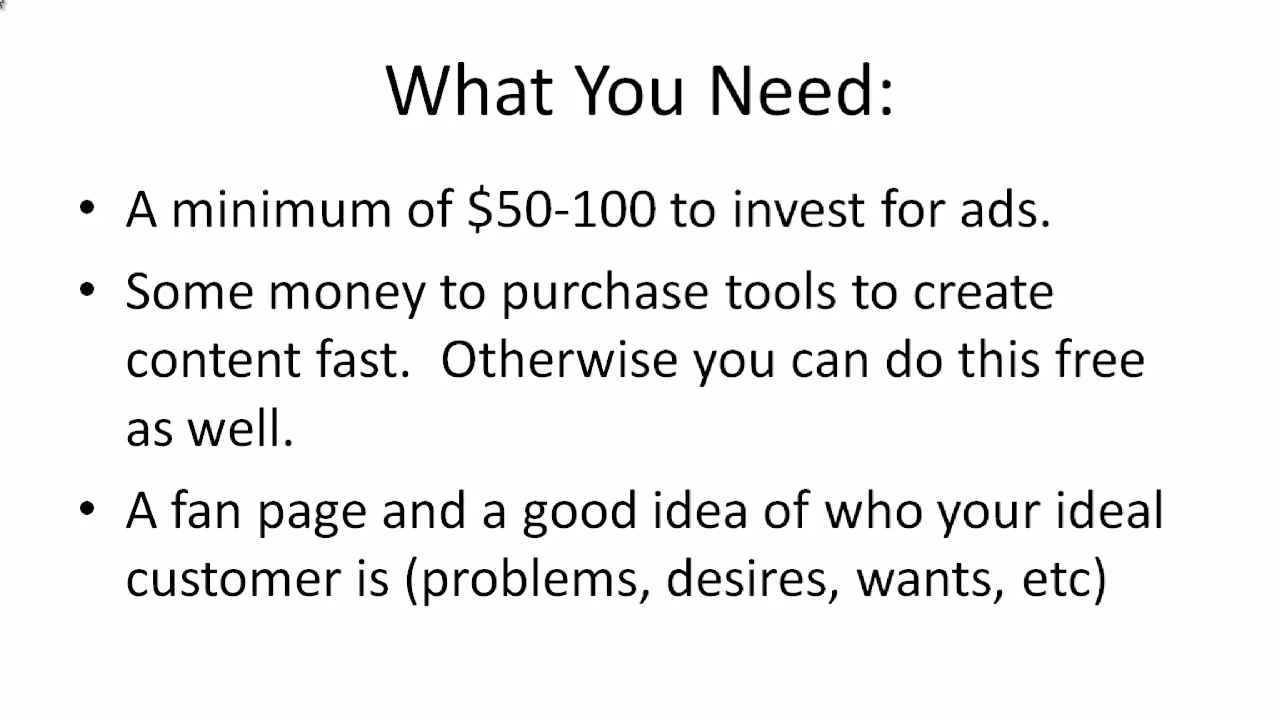 What You Need:
• A minimum of $50-100 to invest for ads.
• Some money to purchase tools to create
content fast.  Otherwise you can do this free
as well.
• A fan page and a good idea of who your ideal
customer is (problems, desires, wants, etc)